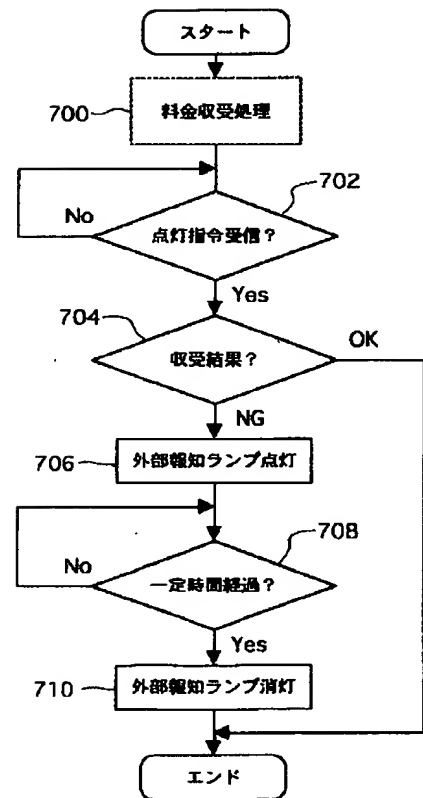 スタート
700
料金収受処理
702
No
点灯指令受信？
Yes
704
収受結果？
OK
NG
706
外部報知ランプ点灯
708
No
一定時間経過？
Yes
710
外部報知ランプ消灯
エンド